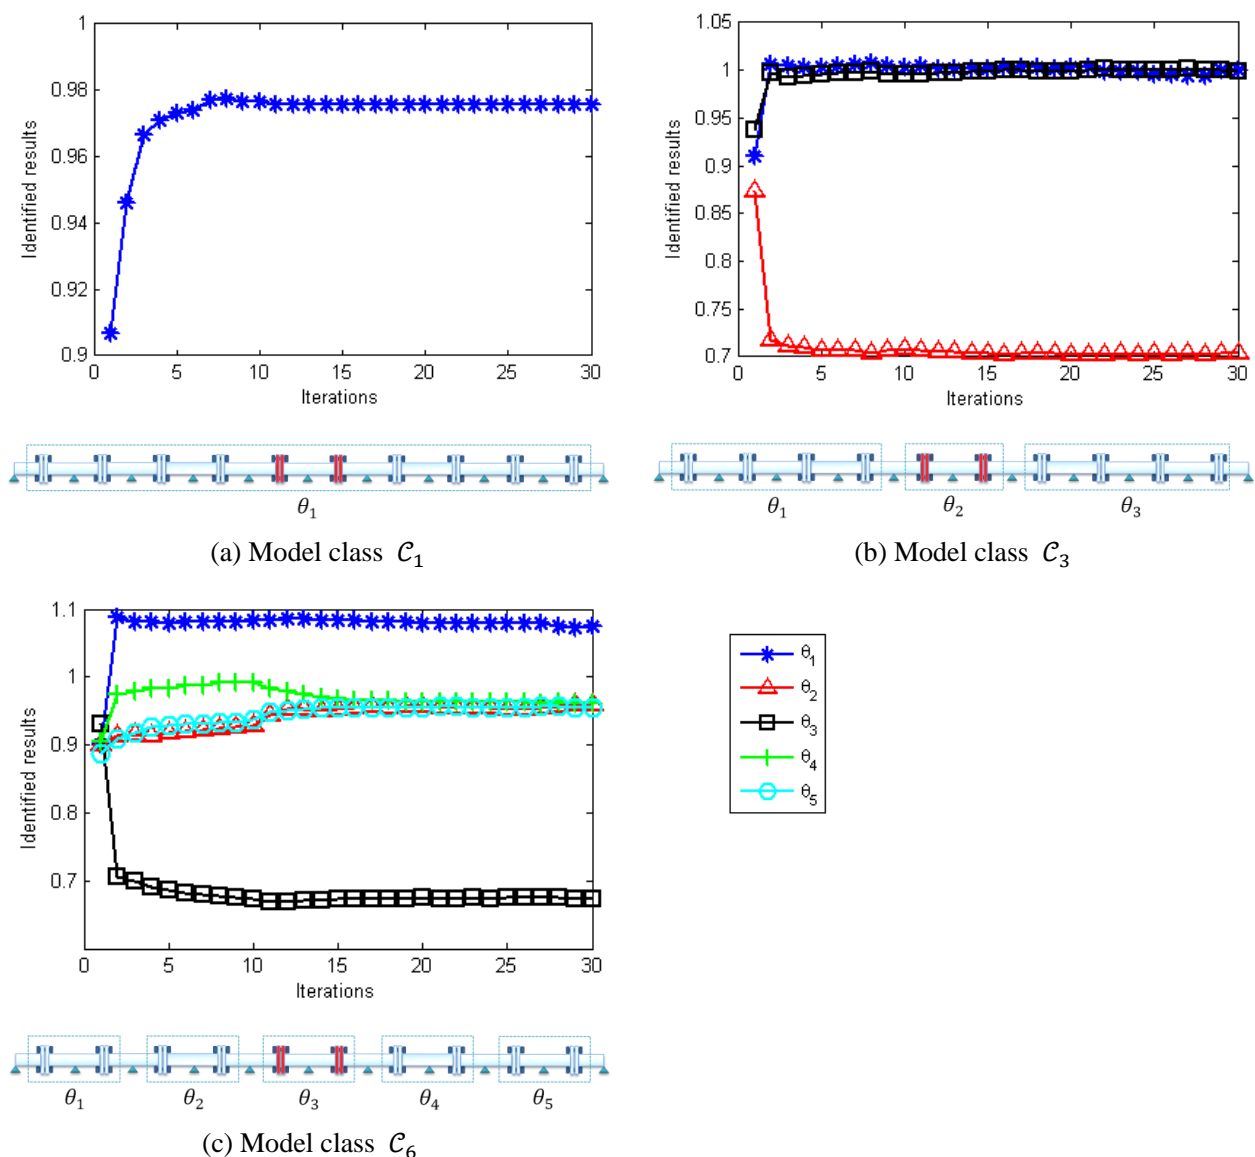 1
0.98
0.96
0.94
0.92
0.9
Identified results
0 5 10 15 20 25 30
Iterations
θ1
(a) Model class C1
1.05
1
0.95
0.9
0.85
0.8
0.75
0.7
Identified results
0 5 10 15 20 25 30
Iterations
θ1 θ2 θ3
(b) Model class C3
1.1
1
0.9
0.8
0.7
Identified results
0 5 10 15 20 25 30
Iterations
θ1 θ2 θ3 θ4 θ5
(c) Model class C6
θ1
θ2
θ3
θ4
θ5